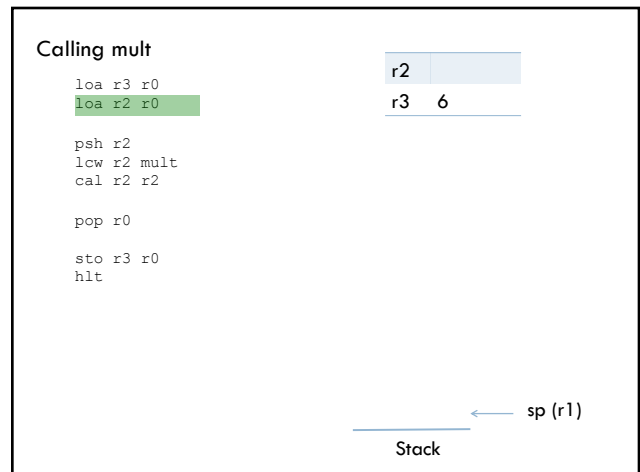 Calling mult
loa r3 r0
loa r2 r0
psh r2
lcw r2 mult
cal r2 r2
pop r0
sto r3 r0
hlt
r2
r3 6
sp (r1)
Stack